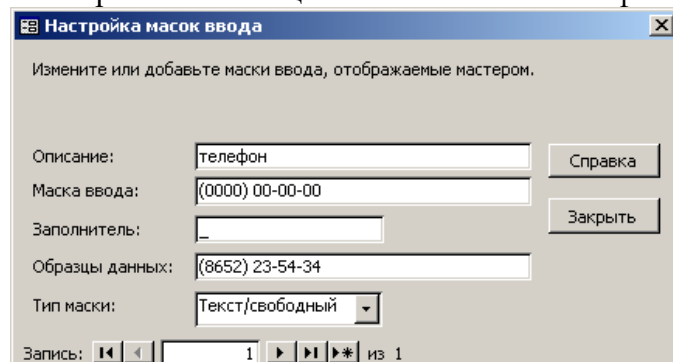 Настройка масок ввода
Измените или добавьте маски ввода, отображаемые мастером.
Описание: телефон
Справка
Маска ввода: (0000) 00-00-00
Закрыть
Заполнитель: _
Образцы данных: (8652) 23-54-34
Тип маски: Текст/свободный
Запись: 1 из 1